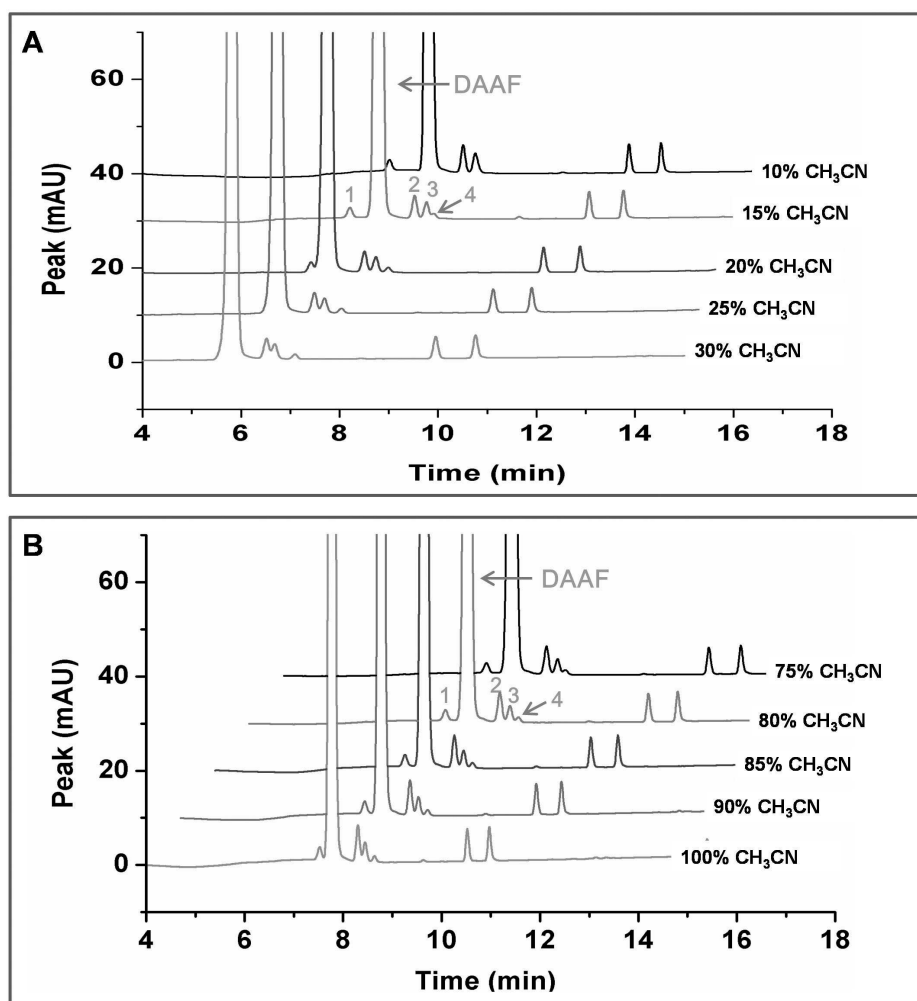 A
60
DAAF
40
10% CH₃CN
1
2
3
4
15% CH₃CN
20
20% CH₃CN
25% CH₃CN
0
30% CH₃CN
Peak (mAU)
4 6 8 10 12 14 16 18
Time (min)
B
60
DAAF
40
75% CH₃CN
1
2
3
4
80% CH₃CN
20
85% CH₃CN
90% CH₃CN
0
100% CH₃CN
Peak (mAU)
4 6 8 10 12 14 16 18
Time (min)